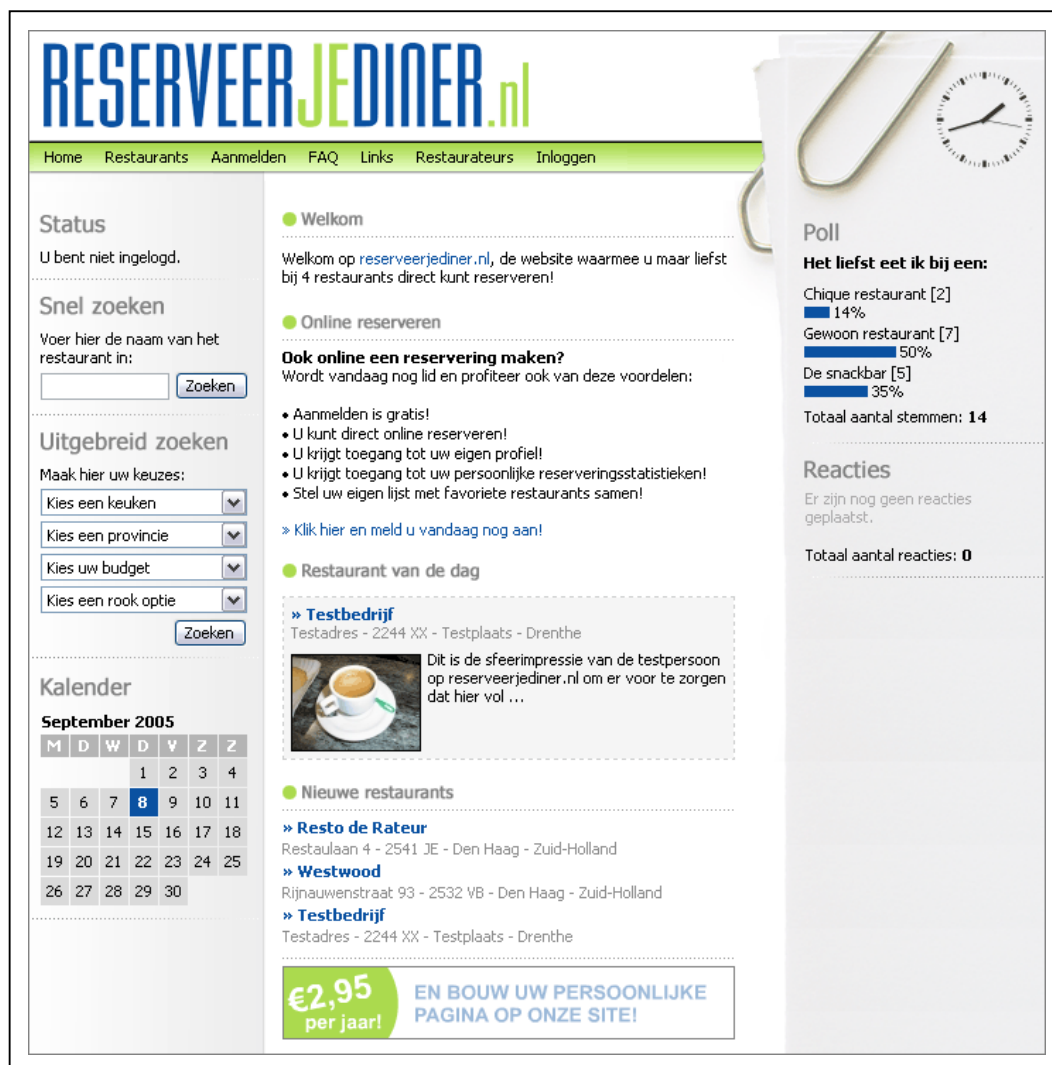 RESERVEERJEDINER.nl
Home Restaurants Aanmelden FAQ Links Restaurateurs Inloggen
Status
U bent niet ingelogd.
Snel zoeken
Voer hier de naam van het
restaurant in:
Zoeken
Uitgebreid zoeken
Maak hier uw keuzes:
Kies een keuken
Kies een provincie
Kies uw budget
Kies een rook optie
Zoeken
Kalender
September 2005
M D W D V Z Z
1 2 3 4
5 6 7 8 9 10 11
12 13 14 15 16 17 18
19 20 21 22 23 24 25
26 27 28 29 30
Welkom
Welkom op reserveerjediner.nl, de website waarmee u maar liefst
bij 4 restaurants direct kunt reserveren!
Online reserveren
Ook online een reservering maken?
Wordt vandaag nog lid en profiteer ook van deze voordelen:
• Aanmelden is gratis!
• U kunt direct online reserveren!
• U krijgt toegang tot uw eigen profiel!
• U krijgt toegang tot uw persoonlijke reserveringsstatistieken!
• Stel uw eigen lijst met favoriete restaurants samen!
» Klik hier en meld u vandaag nog aan!
Restaurant van de dag
» Testbedrijf
Testadres - 2244 XX - Testplaats - Drenthe
Dit is de sfeerimpressie van de testpersoon
op reserveerjediner.nl om er voor te zorgen
dat hier vol ...
Nieuwe restaurants
» Resto de Rateur
Restaulaan 4 - 2541 JE - Den Haag - Zuid-Holland
» Westwood
Rijnauwenstraat 93 - 2532 VB - Den Haag - Zuid-Holland
» Testbedrijf
Testadres - 2244 XX - Testplaats - Drenthe
€2,95
per jaar!
EN BOUW UW PERSOONLIJKE
PAGINA OP ONZE SITE!
Poll
Het liefst eet ik bij een:
Chique restaurant [2]
14%
Gewoon restaurant [7]
50%
De snackbar [5]
35%
Totaal aantal stemmen: 14
Reacties
Er zijn nog geen reacties
geplaatst.
Totaal aantal reacties: 0